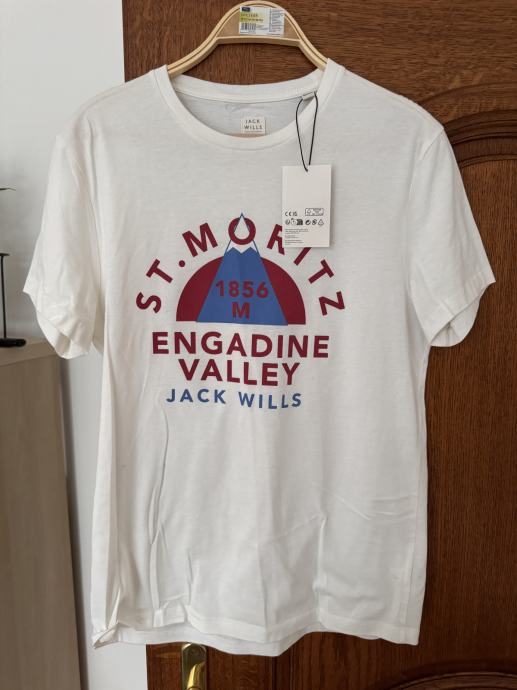 JACK
WILLS
ST. MORITZ
1856
M
ENGADINE
VALLEY
JACK WILLS